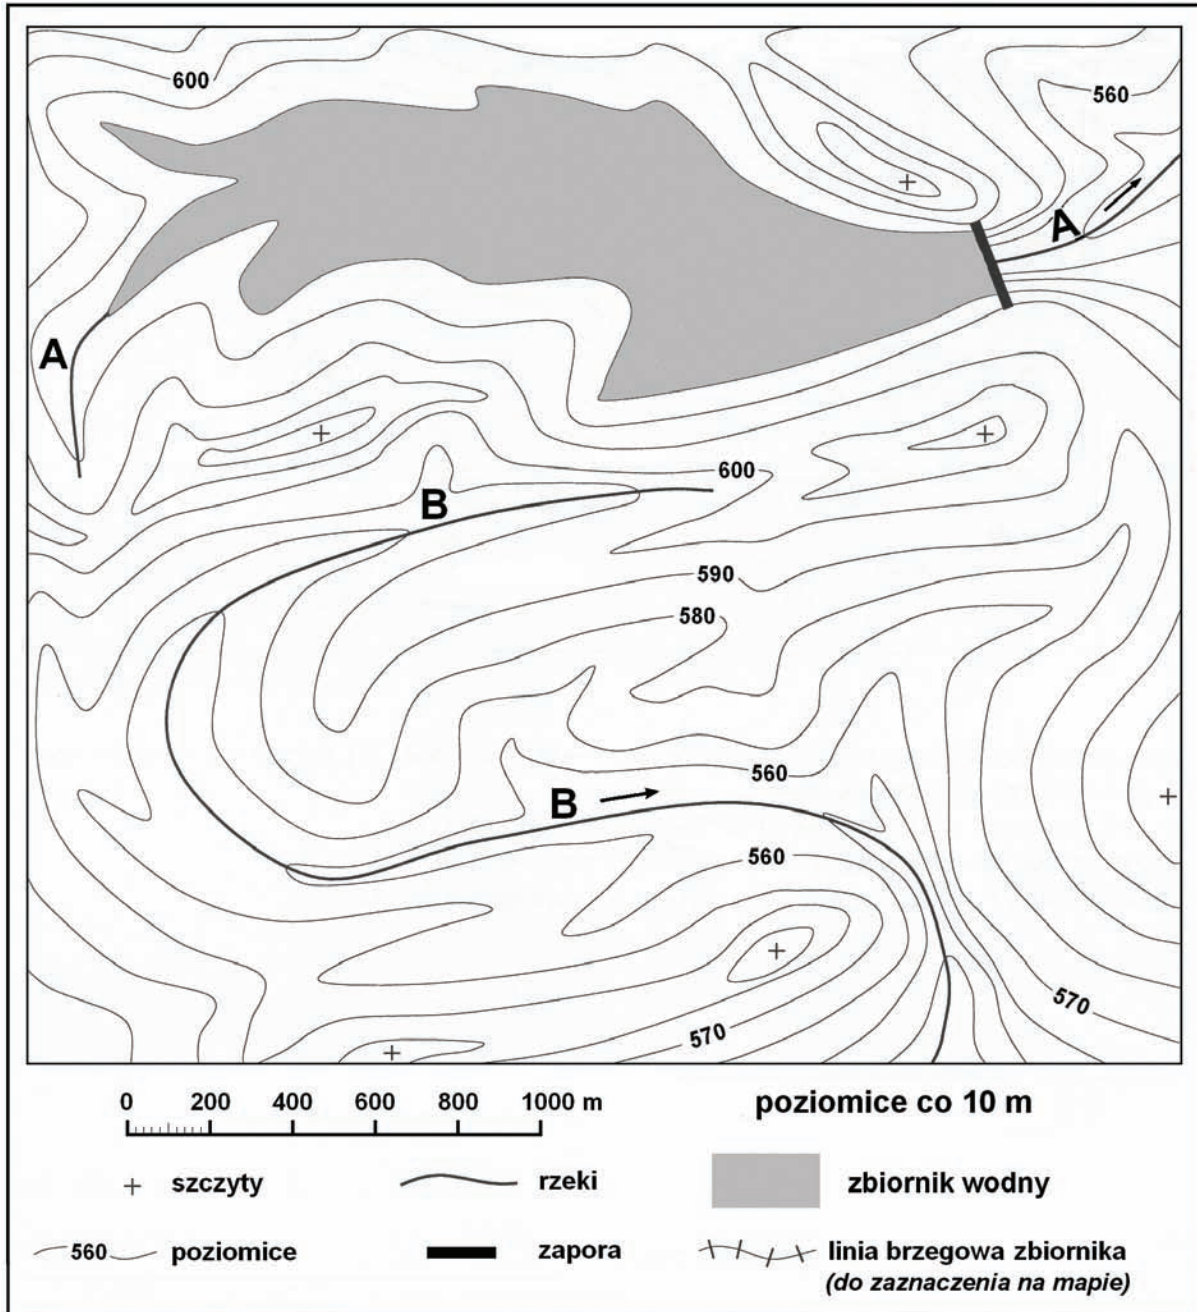 600
560
A
A
600
B
590
580
560
B
560
570
570
0 200 400 600 800 1000 m
poziomice co 10 m
szczyty
rzeki
zbiornik wodny
560 poziomice
zapora
linia brzegowa zbiornika
(do zaznaczenia na mapie)